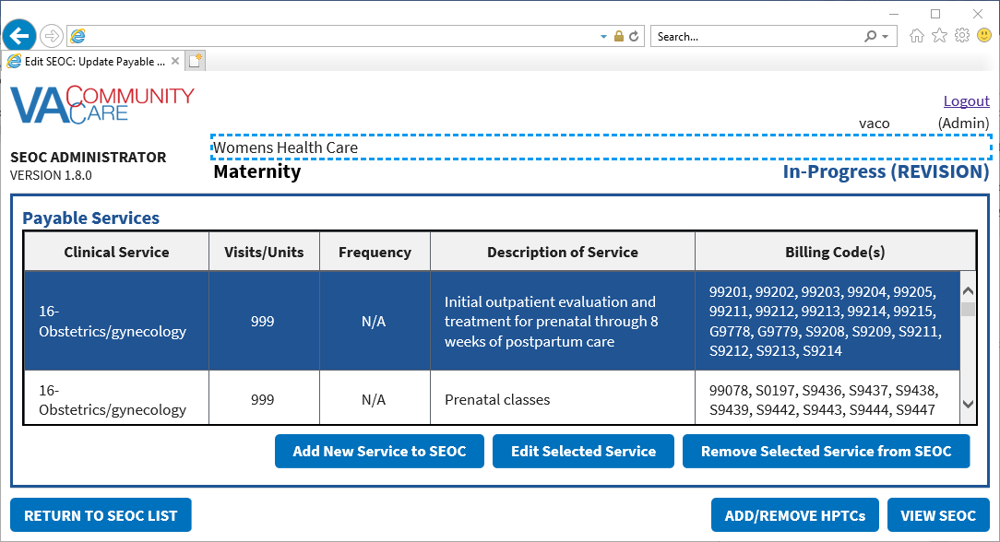 Search...
Edit SEOC: Update Payable ...
VA COMMUNITY CARE
Logout
vaco (Admin)
SEOC ADMINISTRATOR
VERSION 1.8.0
Womens Health Care
Maternity
In-Progress (REVISION)
Payable Services
Clinical Service Visits/Units Frequency Description of Service Billing Code(s)
16-
Obstetrics/gynecology
999
N/A
Initial outpatient evaluation and
treatment for prenatal through 8
weeks of postpartum care
99201, 99202, 99203, 99204, 99205,
99211, 99212, 99213, 99214, 99215,
G9778, G9779, S9208, S9209, S9211,
S9212, S9213, S9214
16-
Obstetrics/gynecology
999
N/A
Prenatal classes
99078, S0197, S9436, S9437, S9438,
S9439, S9442, S9443, S9444, S9447
Add New Service to SEOC Edit Selected Service Remove Selected Service from SEOC
RETURN TO SEOC LIST ADD/REMOVE HPTCs VIEW SEOC